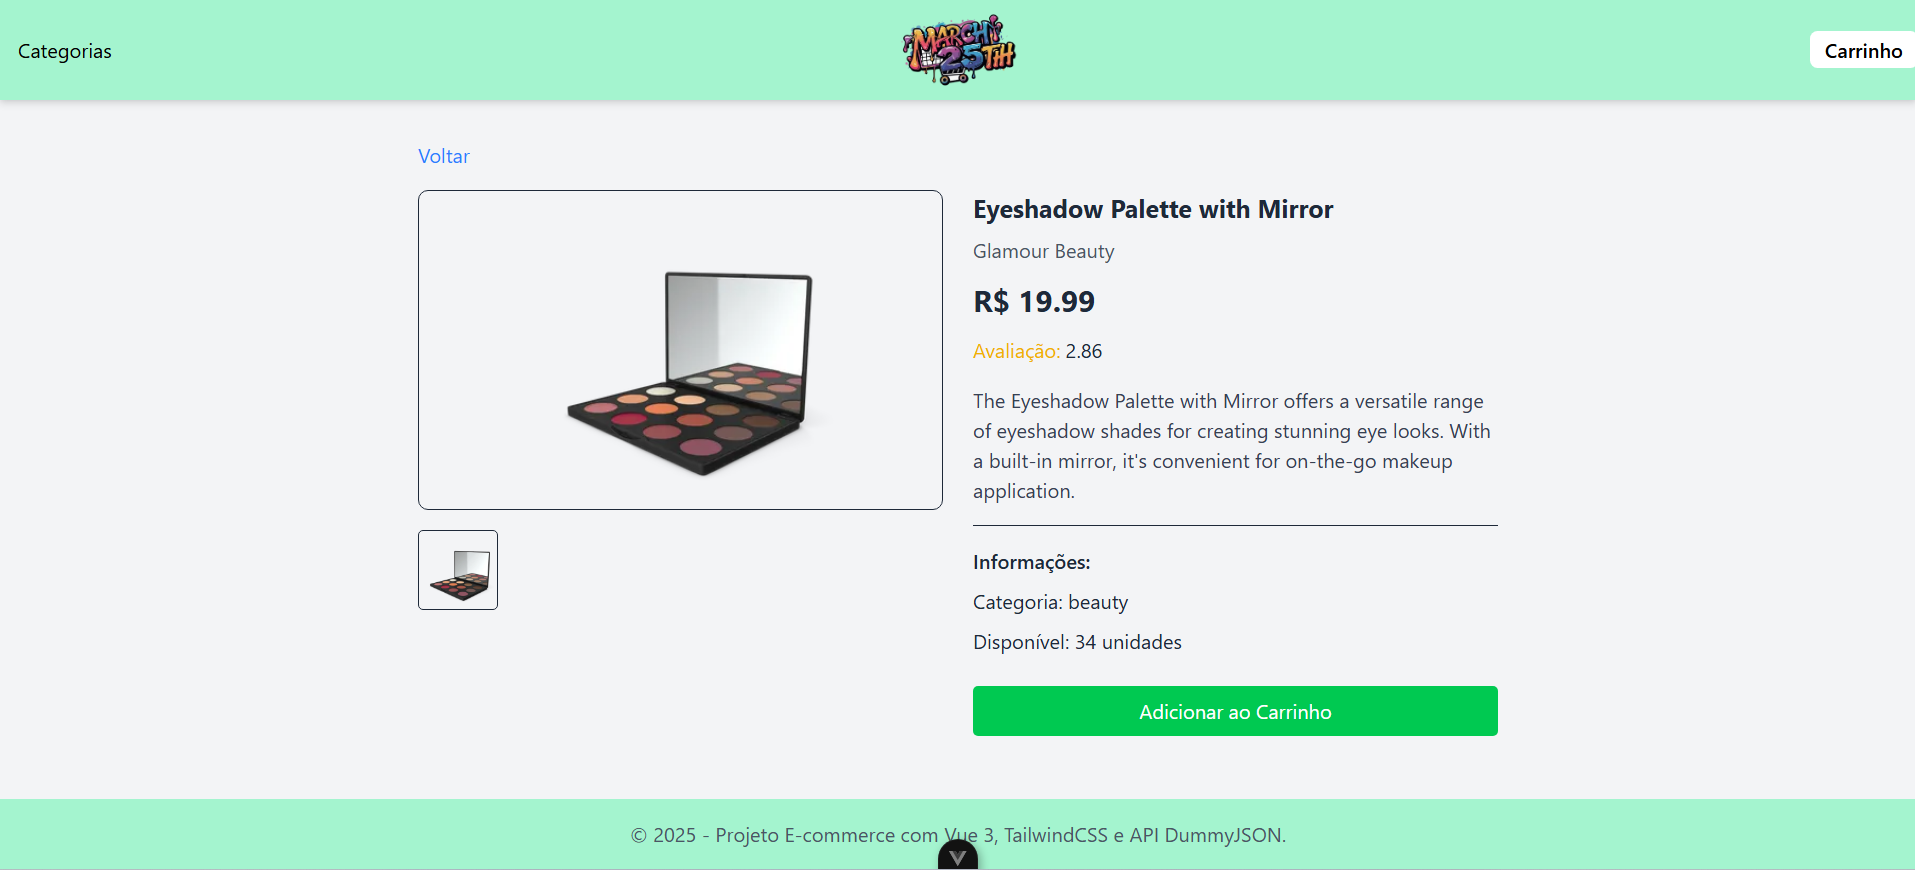 Categorias
MARCH
25TH
Carrinho
Voltar
Eyeshadow Palette with Mirror
Glamour Beauty
R$ 19.99
Avaliação: 2.86
The Eyeshadow Palette with Mirror offers a versatile range
of eyeshadow shades for creating stunning eye looks. With
a built-in mirror, it's convenient for on-the-go makeup
application.
Informações:
Categoria: beauty
Disponível: 34 unidades
Adicionar ao Carrinho
© 2025 - Projeto E-commerce com Vue 3, TailwindCSS e API DummyJSON.